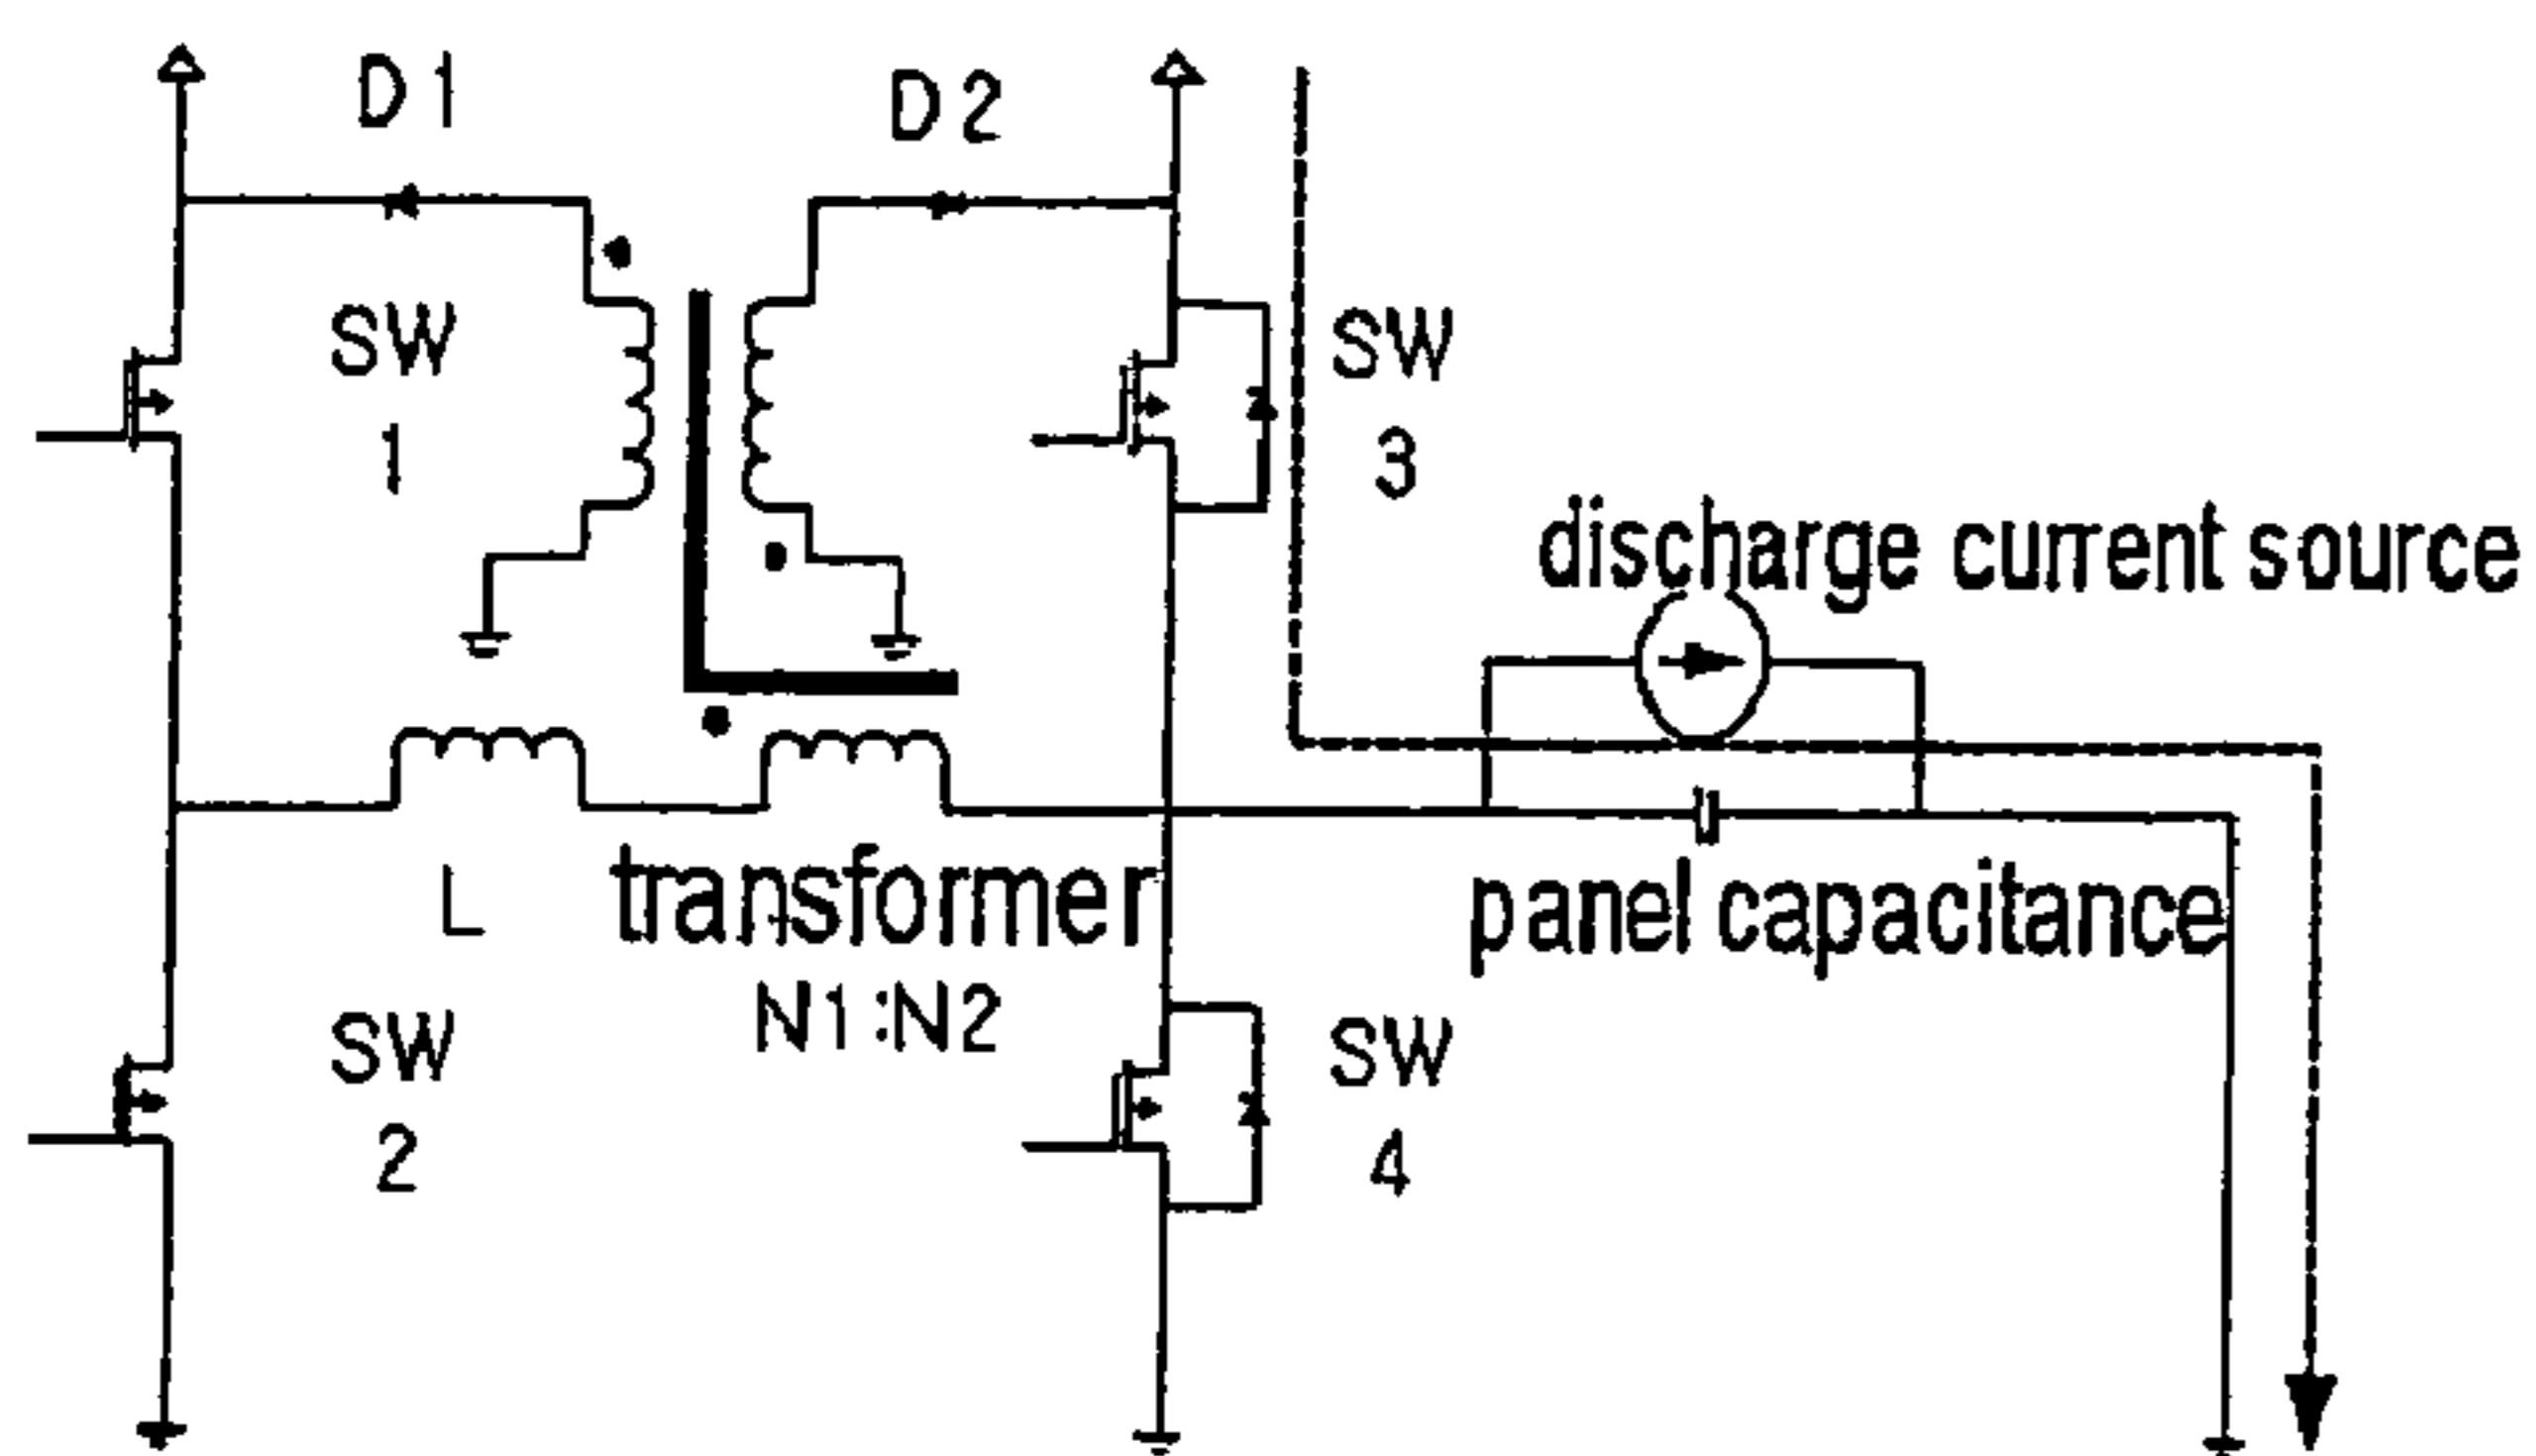 D1
D2
SW
1
SW
3
discharge current source
L
transformer
N1:N2
panel capacitance
SW
2
SW
4